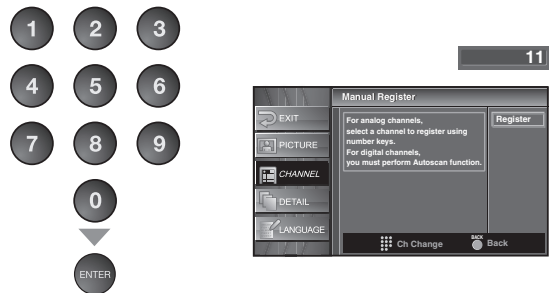 1 2 3
4 5 6
7 8 9
0
ENTER
11
Manual Register
EXIT
PICTURE
CHANNEL
DETAIL
LANGUAGE
For analog channels,
select a channel to register using
number keys.
For digital channels,
you must perform Autoscan function.
Register
Ch Change
BACK
Back